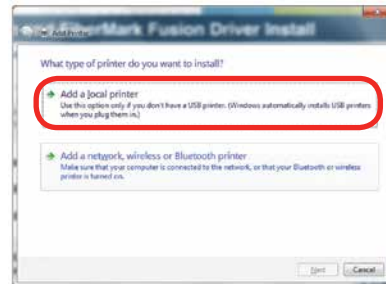 FiberMark Fusion Driver Install
Add Printer
What type of printer do you want to install?
Add a local printer
Use this option only if you don't have a USB printer. (Windows automatically installs USB printers
when you plug them in.)
Add a network, wireless or Bluetooth printer
Make sure that your computer is connected to the network, or that your Bluetooth or wireless
printer is turned on.
Next Cancel